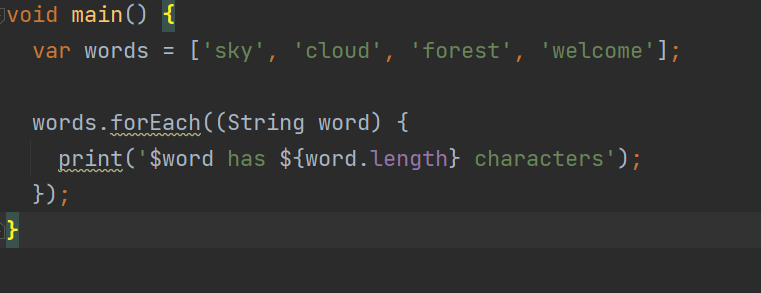 void main() {
var words = ['sky', 'cloud', 'forest', 'welcome'];
words.forEach((String word) {
print('$word has ${word.length} characters');
});
}